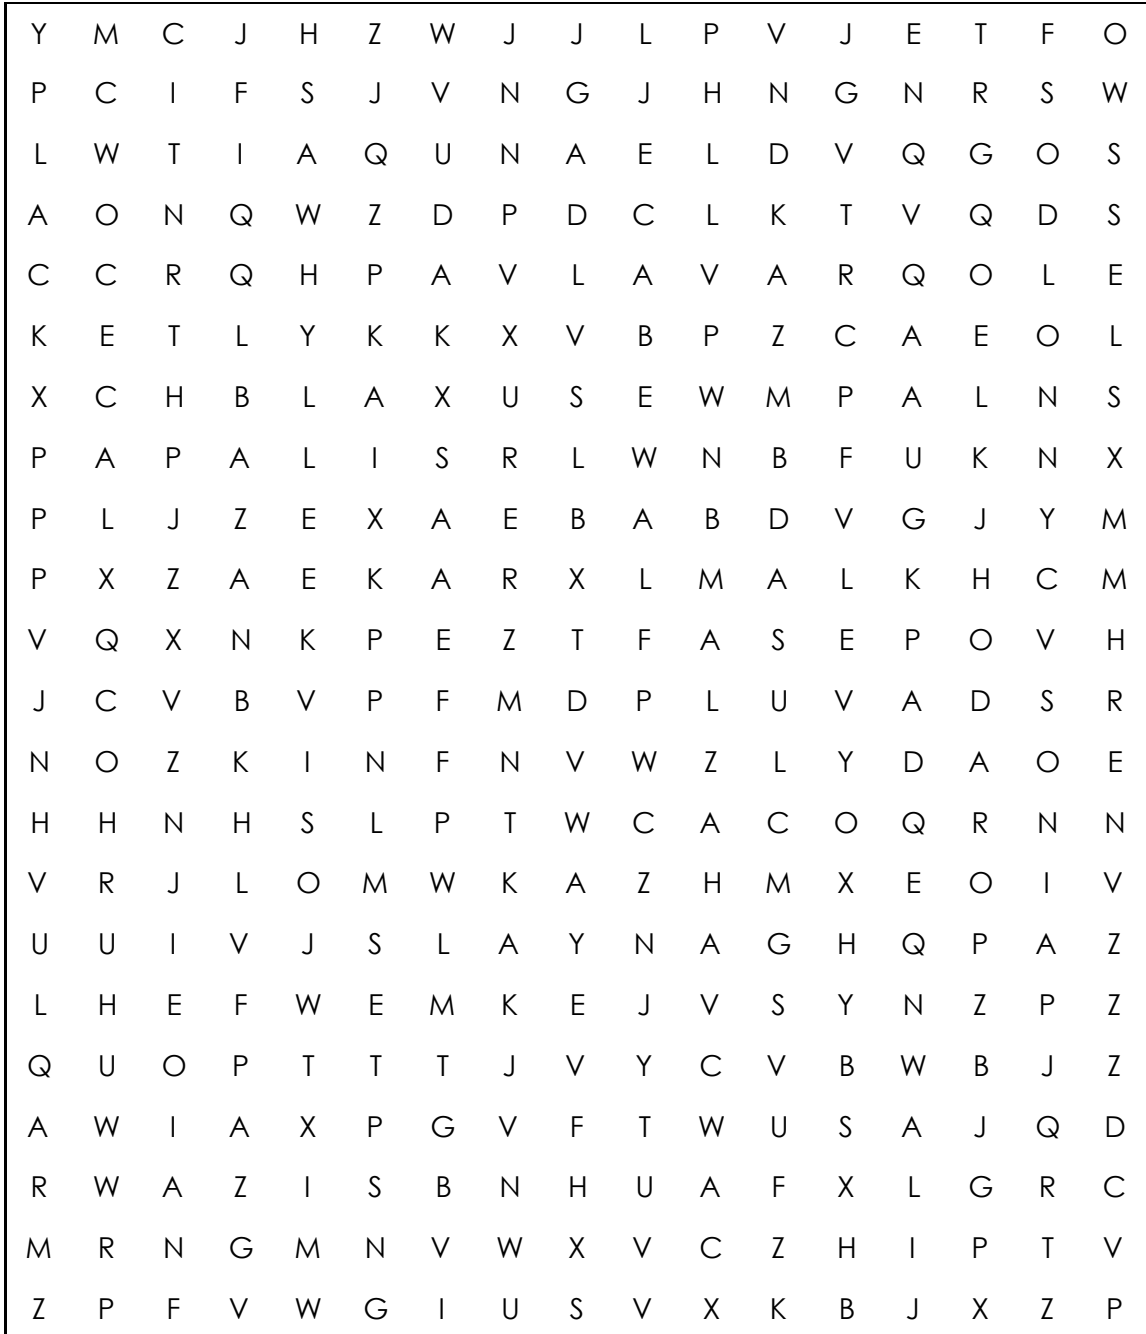 Y M C J H Z W J J L P V J E T F O
P C I F S J V N G J H N G N R S W
L W T I A Q U N A E L D V Q G O S
A O N Q W Z D P D C L K T V Q D S
C C R Q H P A V L A V A R Q O L E
K E T L Y K K X V B P Z C A E O L
X C H B L A X U S E W M P A L N S
P A P A L I S R L W N B F U K N X
P L J Z E X A E B A B D V G J Y M
P X Z A E K A R X L M A L K H C M
V Q X N K P E Z T F A S E P O V H
J C V B V P F M D P L U V A D S R
N O Z K I N F N V W Z L Y D A O E
H H N H S L P T W C A C O Q R N N
V R J L O M W K A Z H M X E O I V
U U I V J S L A Y N A G H Q P A Z
L H E F W E M K E J V S Y N Z P Z
Q U O P T T T J V Y C V B W B J Z
A W I A X P G V F T W U S A J Q D
R W A Z I S B N H U A F X L G R C
M R N G M N V W X V C Z H I P T V
Z P F V W G I U S V X K B J X Z P